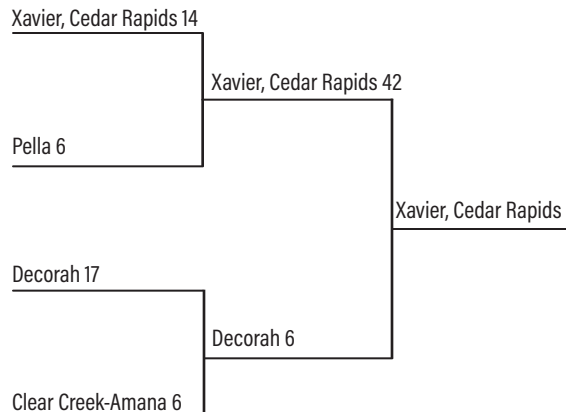 Xavier, Cedar Rapids 14
Xavier, Cedar Rapids 42
Pella 6
Xavier, Cedar Rapids
Decorah 17
Decorah 6
Clear Creek-Amana 6